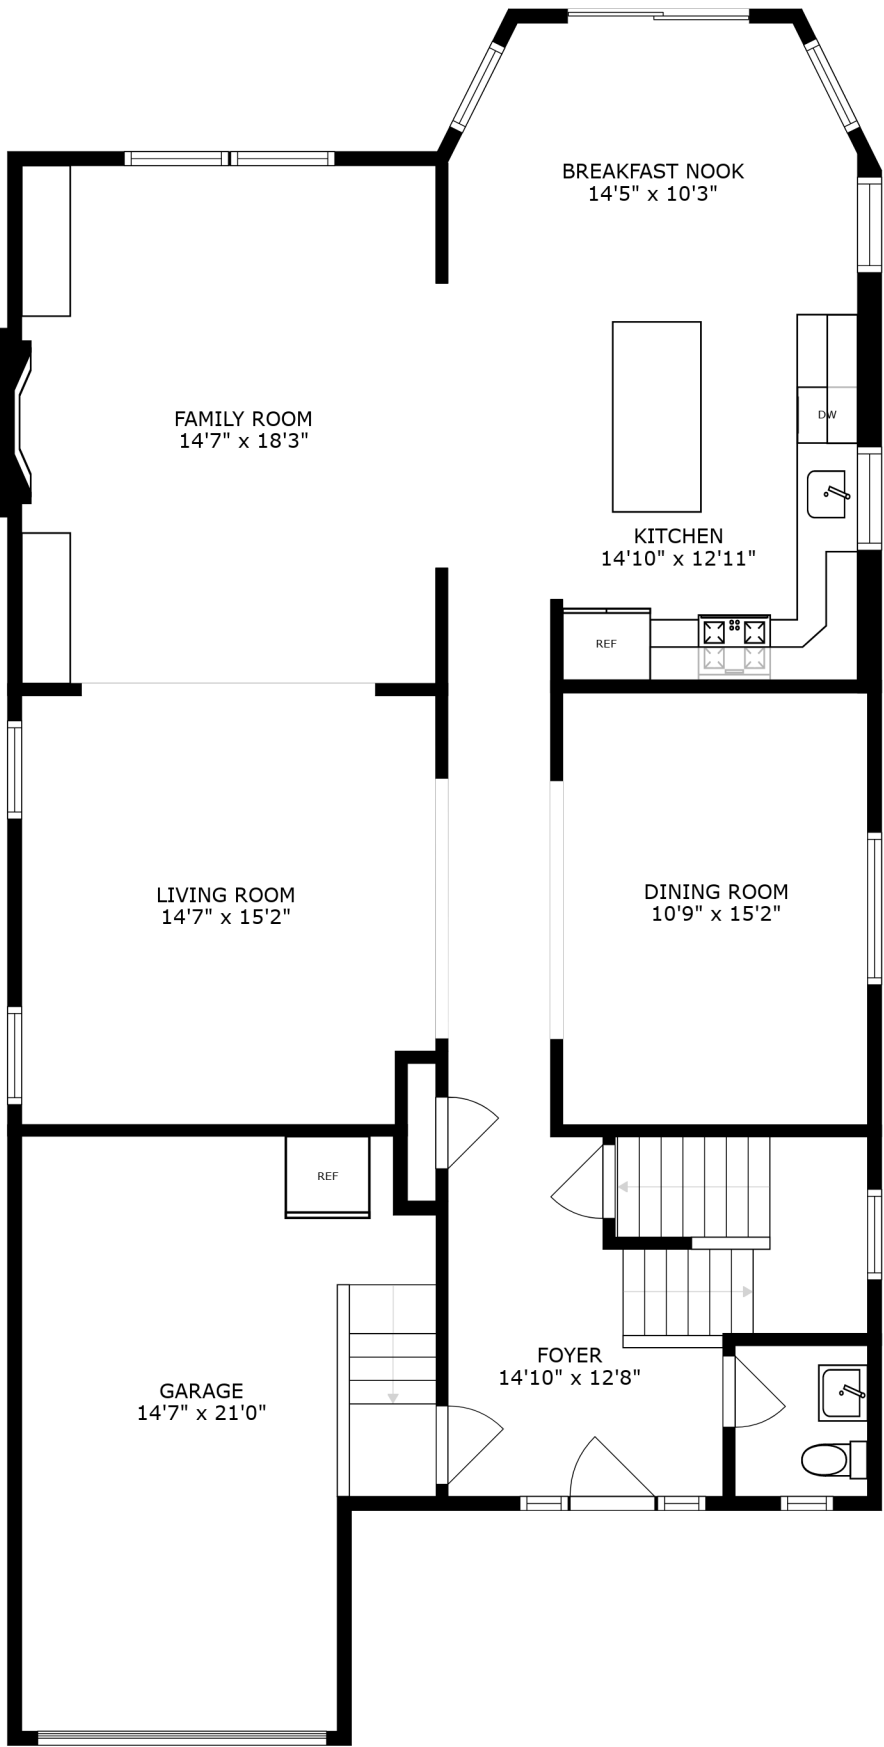 BREAKFAST NOOK
14'5" x 10'3"
FAMILY ROOM
14'7" x 18'3"
DW
KITCHEN
14'10" x 12'11"
REF
LIVING ROOM
14'7" x 15'2"
DINING ROOM
10'9" x 15'2"
REF
FOYER
14'10" x 12'8"
GARAGE
14'7" x 21'0"